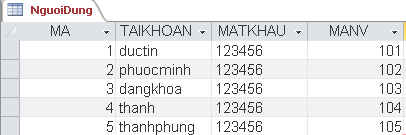 NguoiDung
MA TAIKHOAN MATKHAU MANV
1 ductin 123456 101
2 phuocminh 123456 102
3 dangkhoa 123456 103
4 thanh 123456 104
5 thanhphung 123456 105